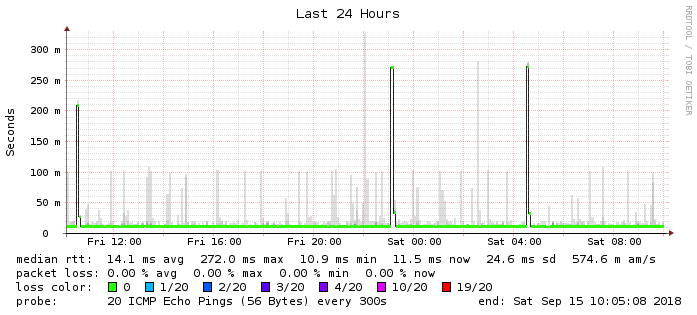 Last 24 Hours
RRDTOOL / TOBI OETIKER
Seconds
300 m
250 m
200 m
150 m
100 m
50 m
0
Fri 12:00 Fri 16:00 Fri 20:00 Sat 00:00 Sat 04:00 Sat 08:00
median rtt: 14.1 ms avg 272.0 ms max 10.9 ms min 11.5 ms now 24.6 ms sd 574.6 m am/s
packet loss: 0.00 % avg 0.00 % max 0.00 % min 0.00 % now
loss color: 0 1/20 2/20 3/20 4/20 10/20 19/20
probe: 20 ICMP Echo Pings (56 Bytes) every 300s end: Sat Sep 15 10:05:08 2018